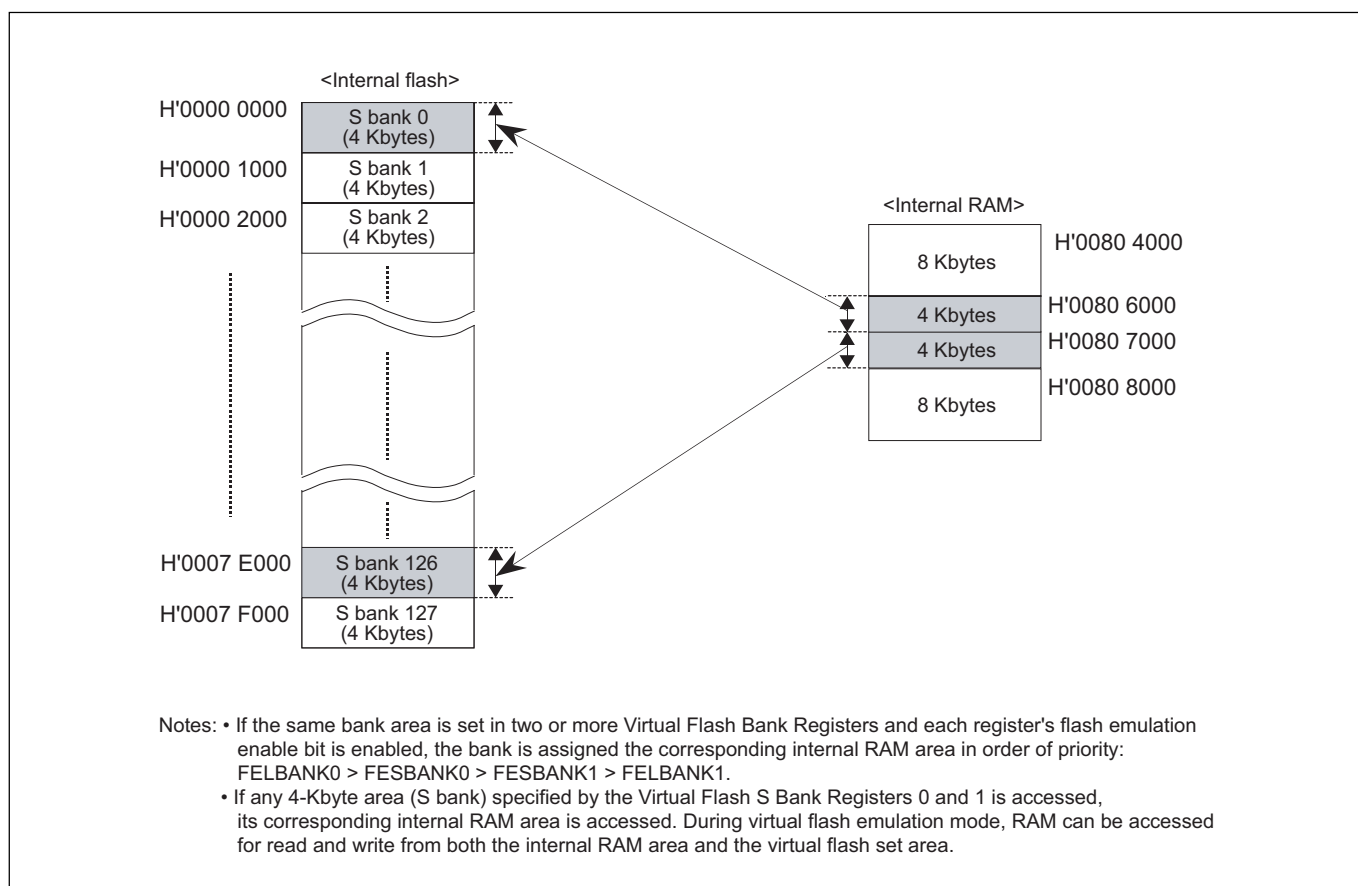 <Internal flash>
H'0000 0000
S bank 0
(4 Kbytes)
H'0000 1000
S bank 1
(4 Kbytes)
H'0000 2000
S bank 2
(4 Kbytes)
H'0007 E000
S bank 126
(4 Kbytes)
H'0007 F000
S bank 127
(4 Kbytes)
<Internal RAM>
8 Kbytes
H'0080 4000
4 Kbytes
H'0080 6000
4 Kbytes
H'0080 7000
8 Kbytes
H'0080 8000
Notes: • If the same bank area is set in two or more Virtual Flash Bank Registers and each register's flash emulation
enable bit is enabled, the bank is assigned the corresponding internal RAM area in order of priority:
FELBANK0 > FESBANK0 > FESBANK1 > FELBANK1.
• If any 4-Kbyte area (S bank) specified by the Virtual Flash S Bank Registers 0 and 1 is accessed,
its corresponding internal RAM area is accessed. During virtual flash emulation mode, RAM can be accessed
for read and write from both the internal RAM area and the virtual flash set area.